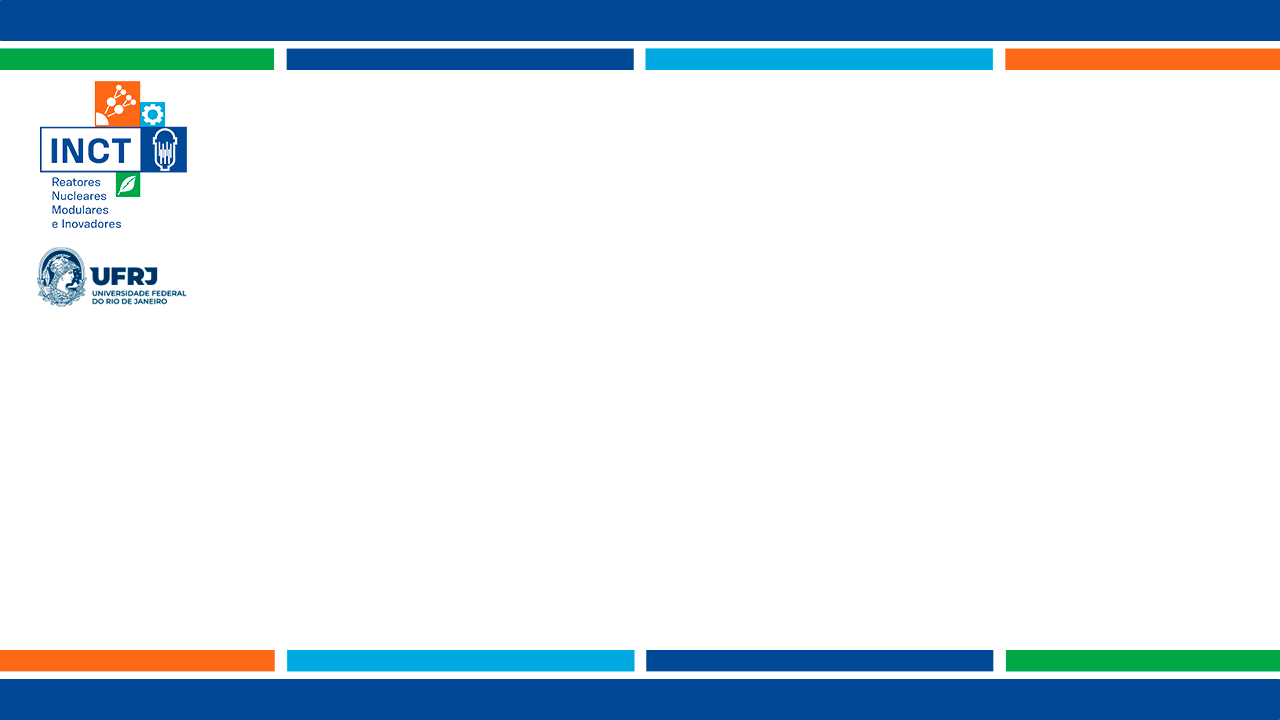 INCT
Reatores
Nucleares
Modulares
e Inovadores
UFRJ
UNIVERSIDADE FEDERAL
DO RIO DE JANEIRO